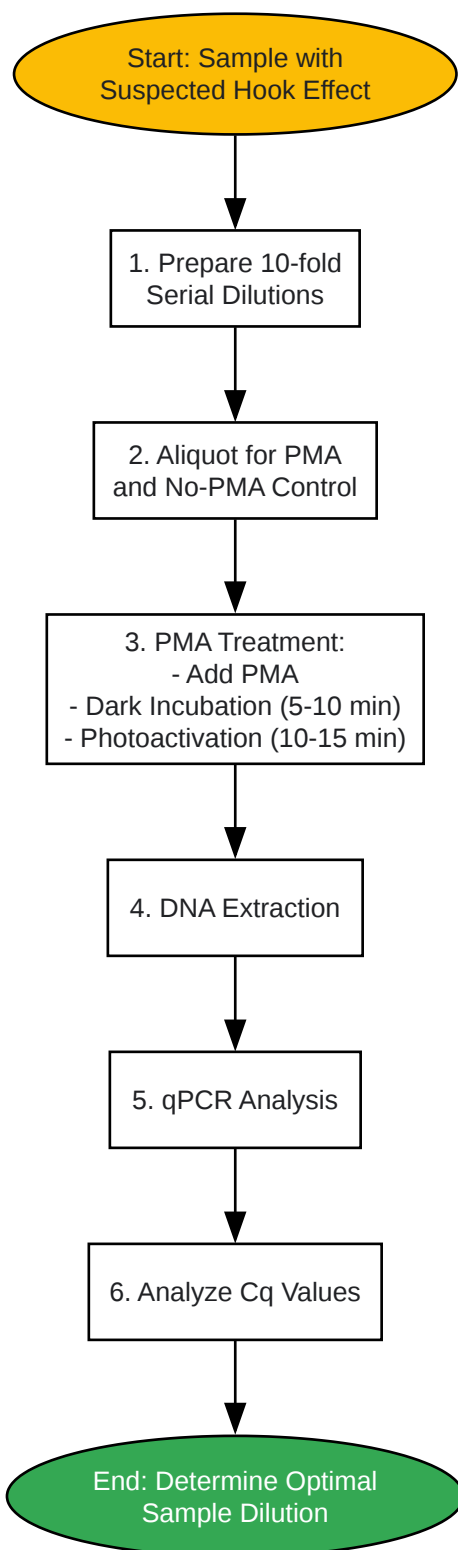 Start: Sample with
Suspected Hook Effect
1. Prepare 10-fold
Serial Dilutions
2. Aliquot for PMA
and No-PMA Control
3. PMA Treatment:
- Add PMA
- Dark Incubation (5-10 min)
- Photoactivation (10-15 min)
4. DNA Extraction
5. qPCR Analysis
6. Analyze Cq Values
End: Determine Optimal
Sample Dilution